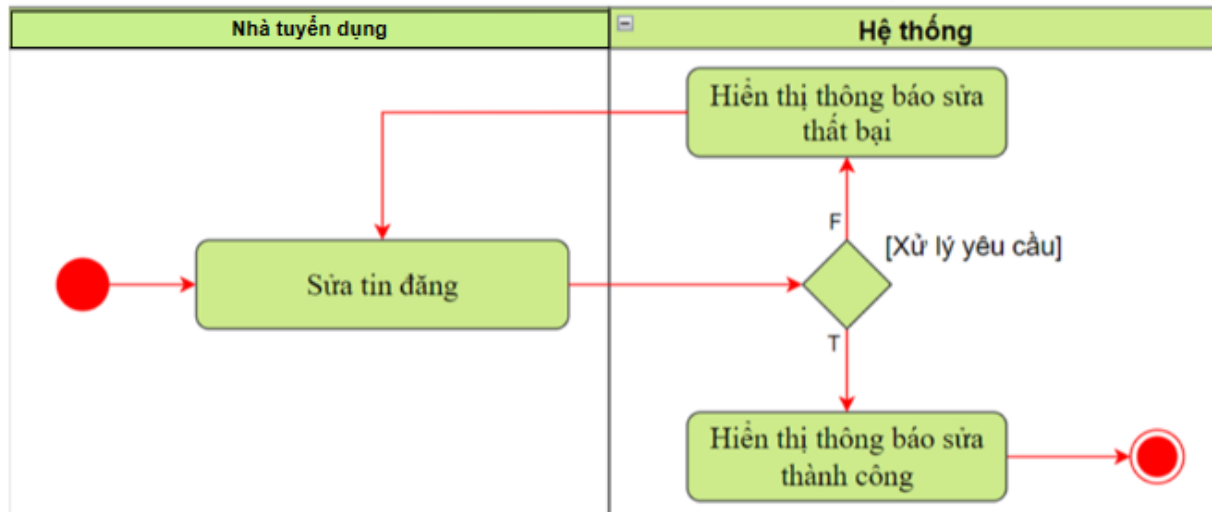 Nhà tuyển dụng
Hệ thống
Hiển thị thông báo sửa
thất bại
F
[Xử lý yêu cầu]
Sửa tin đăng
T
Hiển thị thông báo sửa
thành công